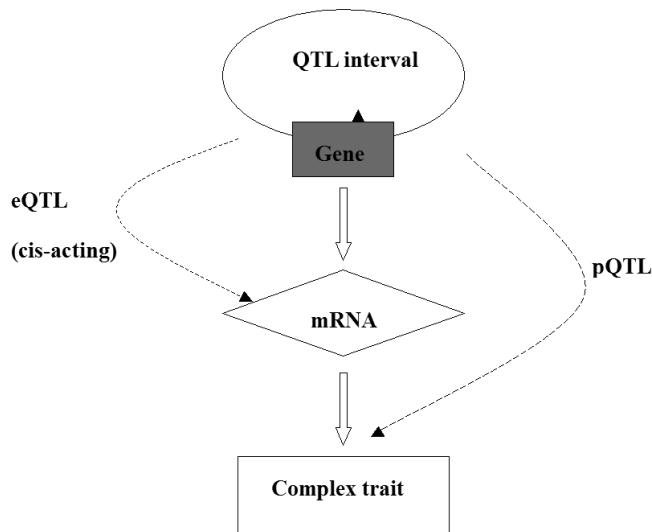 QTL interval
Gene
eQTL
(cis-acting)
pQTL
mRNA
Complex trait